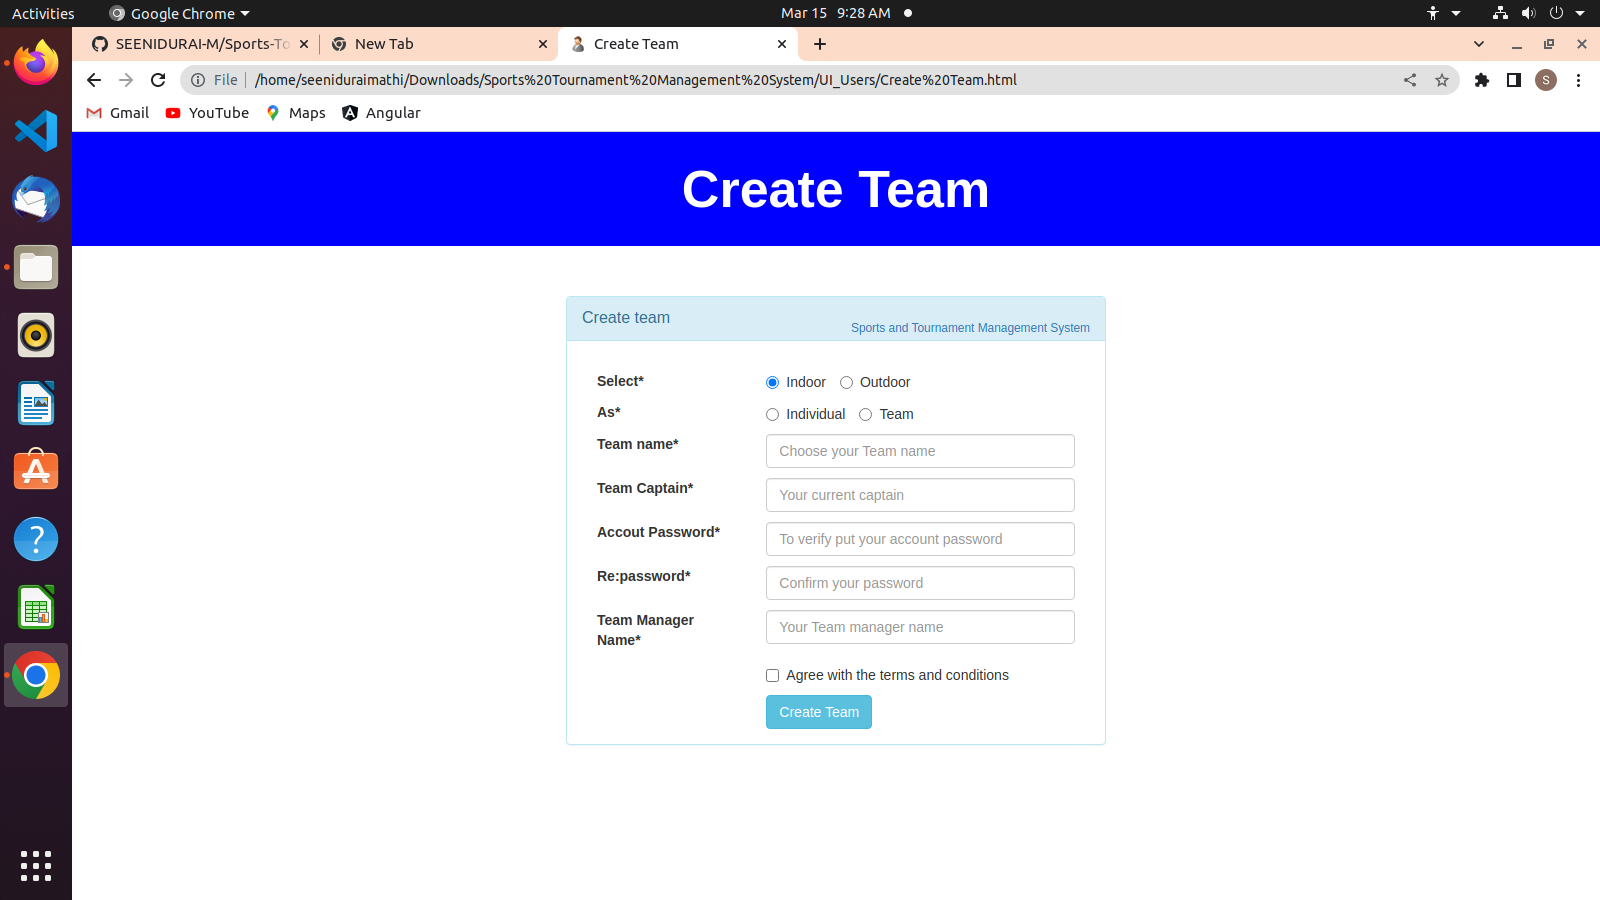 Activities
Google Chrome
Mar 15 9:28 AM
SEENIDURAI-M/Sports-To
New Tab
Create Team
File
/home/seeniduraimathi/Downloads/Sports%20Tournament%20Management%20System/UI_Users/Create%20Team.html
S
Gmail
YouTube
Maps
Angular
Create Team
Create team
Sports and Tournament Management System
Select*
Indoor
Outdoor
As*
Individual
Team
Team name*
Choose your Team name
Team Captain*
Your current captain
Accout Password*
To verify put your account password
Re:password*
Confirm your password
Team Manager
Name*
Your Team manager name
Agree with the terms and conditions
Create Team